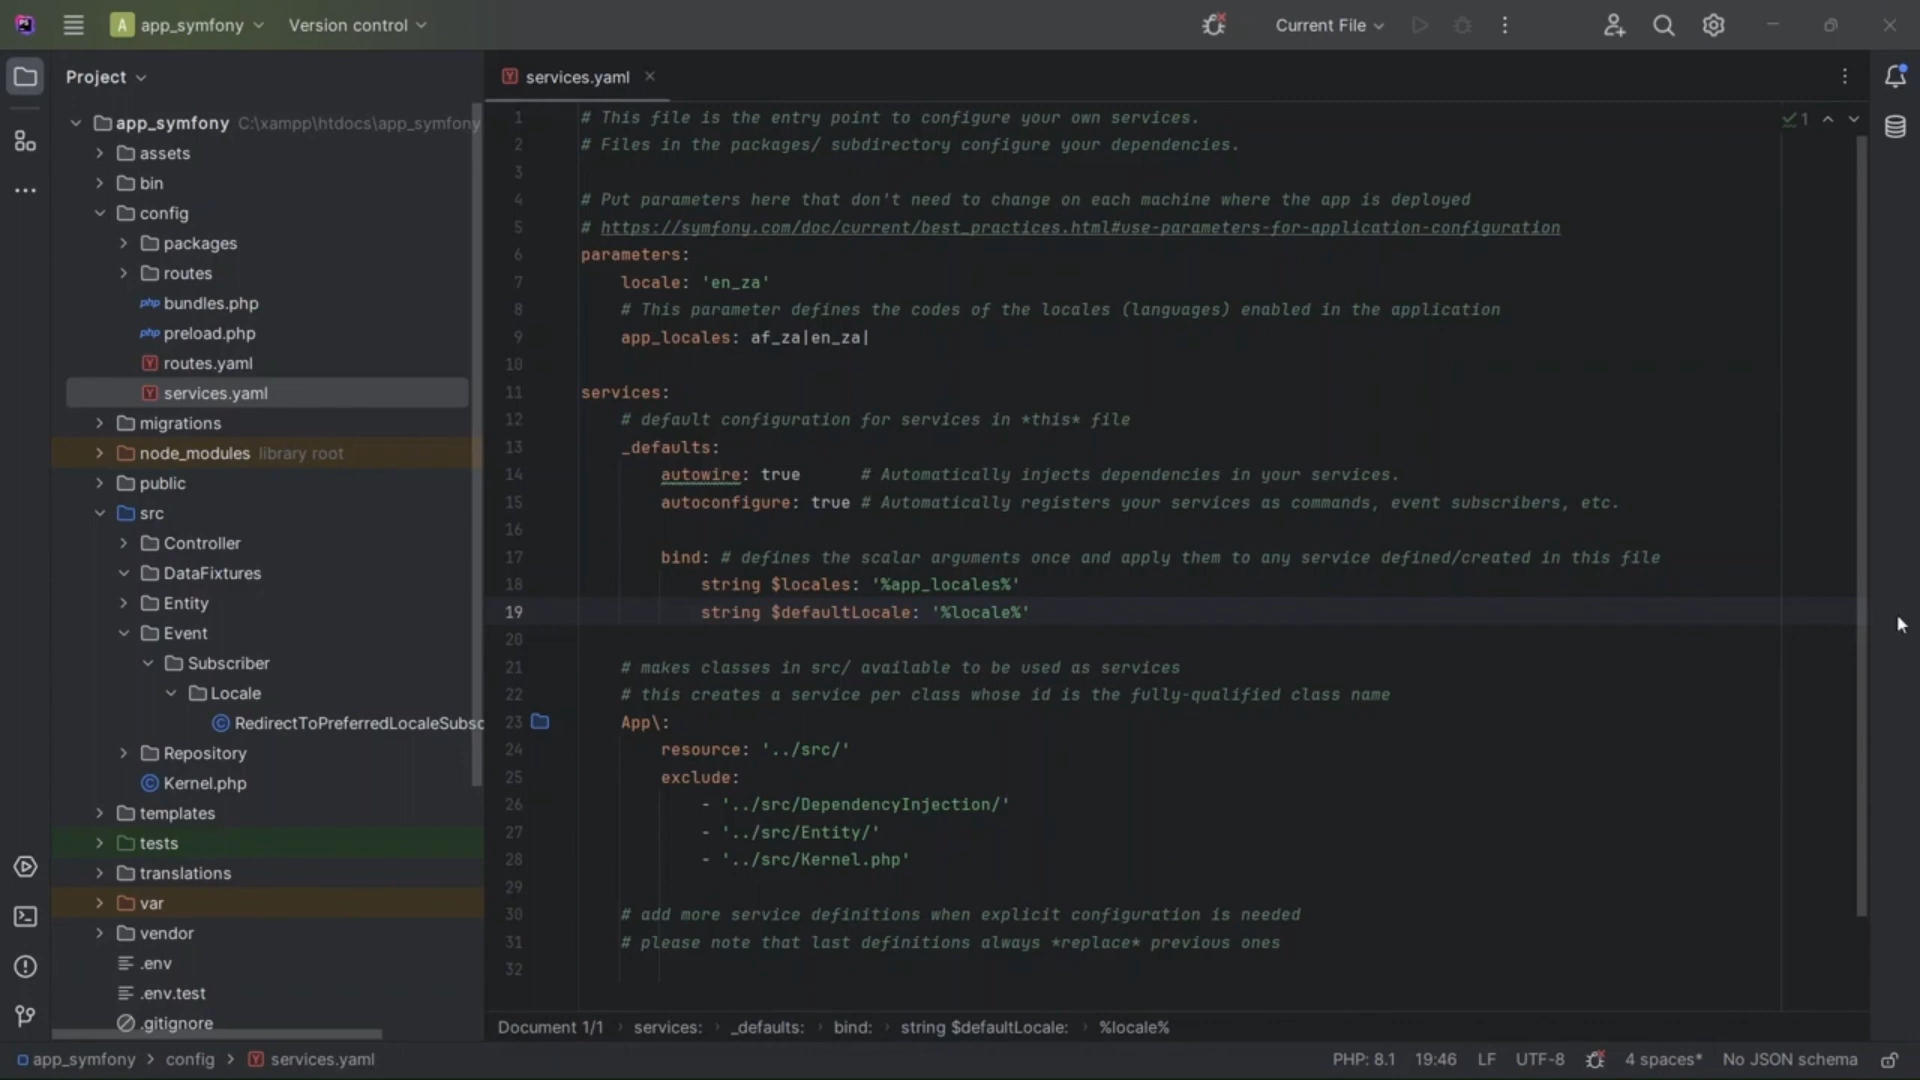 A app_symfony Version control Current File
Project
services.yaml
app_symfony C:\xampp\htdocs\app_symfony
assets
bin
config
packages
routes
php bundles.php
php preload.php
Y routes.yaml
Y services.yaml
migrations
node_modules library root
public
src
Controller
DataFixtures
Entity
Event
Subscriber
Locale
RedirectToPreferredLocaleSubsc
Repository
Kernel.php
templates
tests
translations
var
vendor
.env
.env.test
.gitignore
1 # This file is the entry point to configure your own services.
2 # Files in the packages/ subdirectory configure your dependencies.
3
4 # Put parameters here that don't need to change on each machine where the app is deployed
5 # https://symfony.com/doc/current/best_practices.html#use-parameters-for-application-configuration
6 parameters:
7 locale: 'en_za'
8 # This parameter defines the codes of the locales (languages) enabled in the application
9 app_locales: af_za|en_za|
10
11 services:
12 # default configuration for services in *this* file
13 _defaults:
14 autowire: true # Automatically injects dependencies in your services.
15 autoconfigure: true # Automatically registers your services as commands, event subscribers, etc.
16
17 bind: # defines the scalar arguments once and apply them to any service defined/created in this file
18 string $locales: '%app_locales%'
19 string $defaultLocale: '%locale%'
20
21 # makes classes in src/ available to be used as services
22 # this creates a service per class whose id is the fully-qualified class name
23 App\:
24 resource: '../src/'
25 exclude:
26 - '../src/DependencyInjection/'
27 - '../src/Entity/'
28 - '../src/Kernel.php'
29
30 # add more service definitions when explicit configuration is needed
31 # please note that last definitions always *replace* previous ones
32
1
Document 1/1 › services: › _defaults: › bind: › string $defaultLocale: › %locale%
app_symfony > config > Y services.yaml PHP: 8.1 19:46 LF UTF-8 4 spaces* No JSON schema